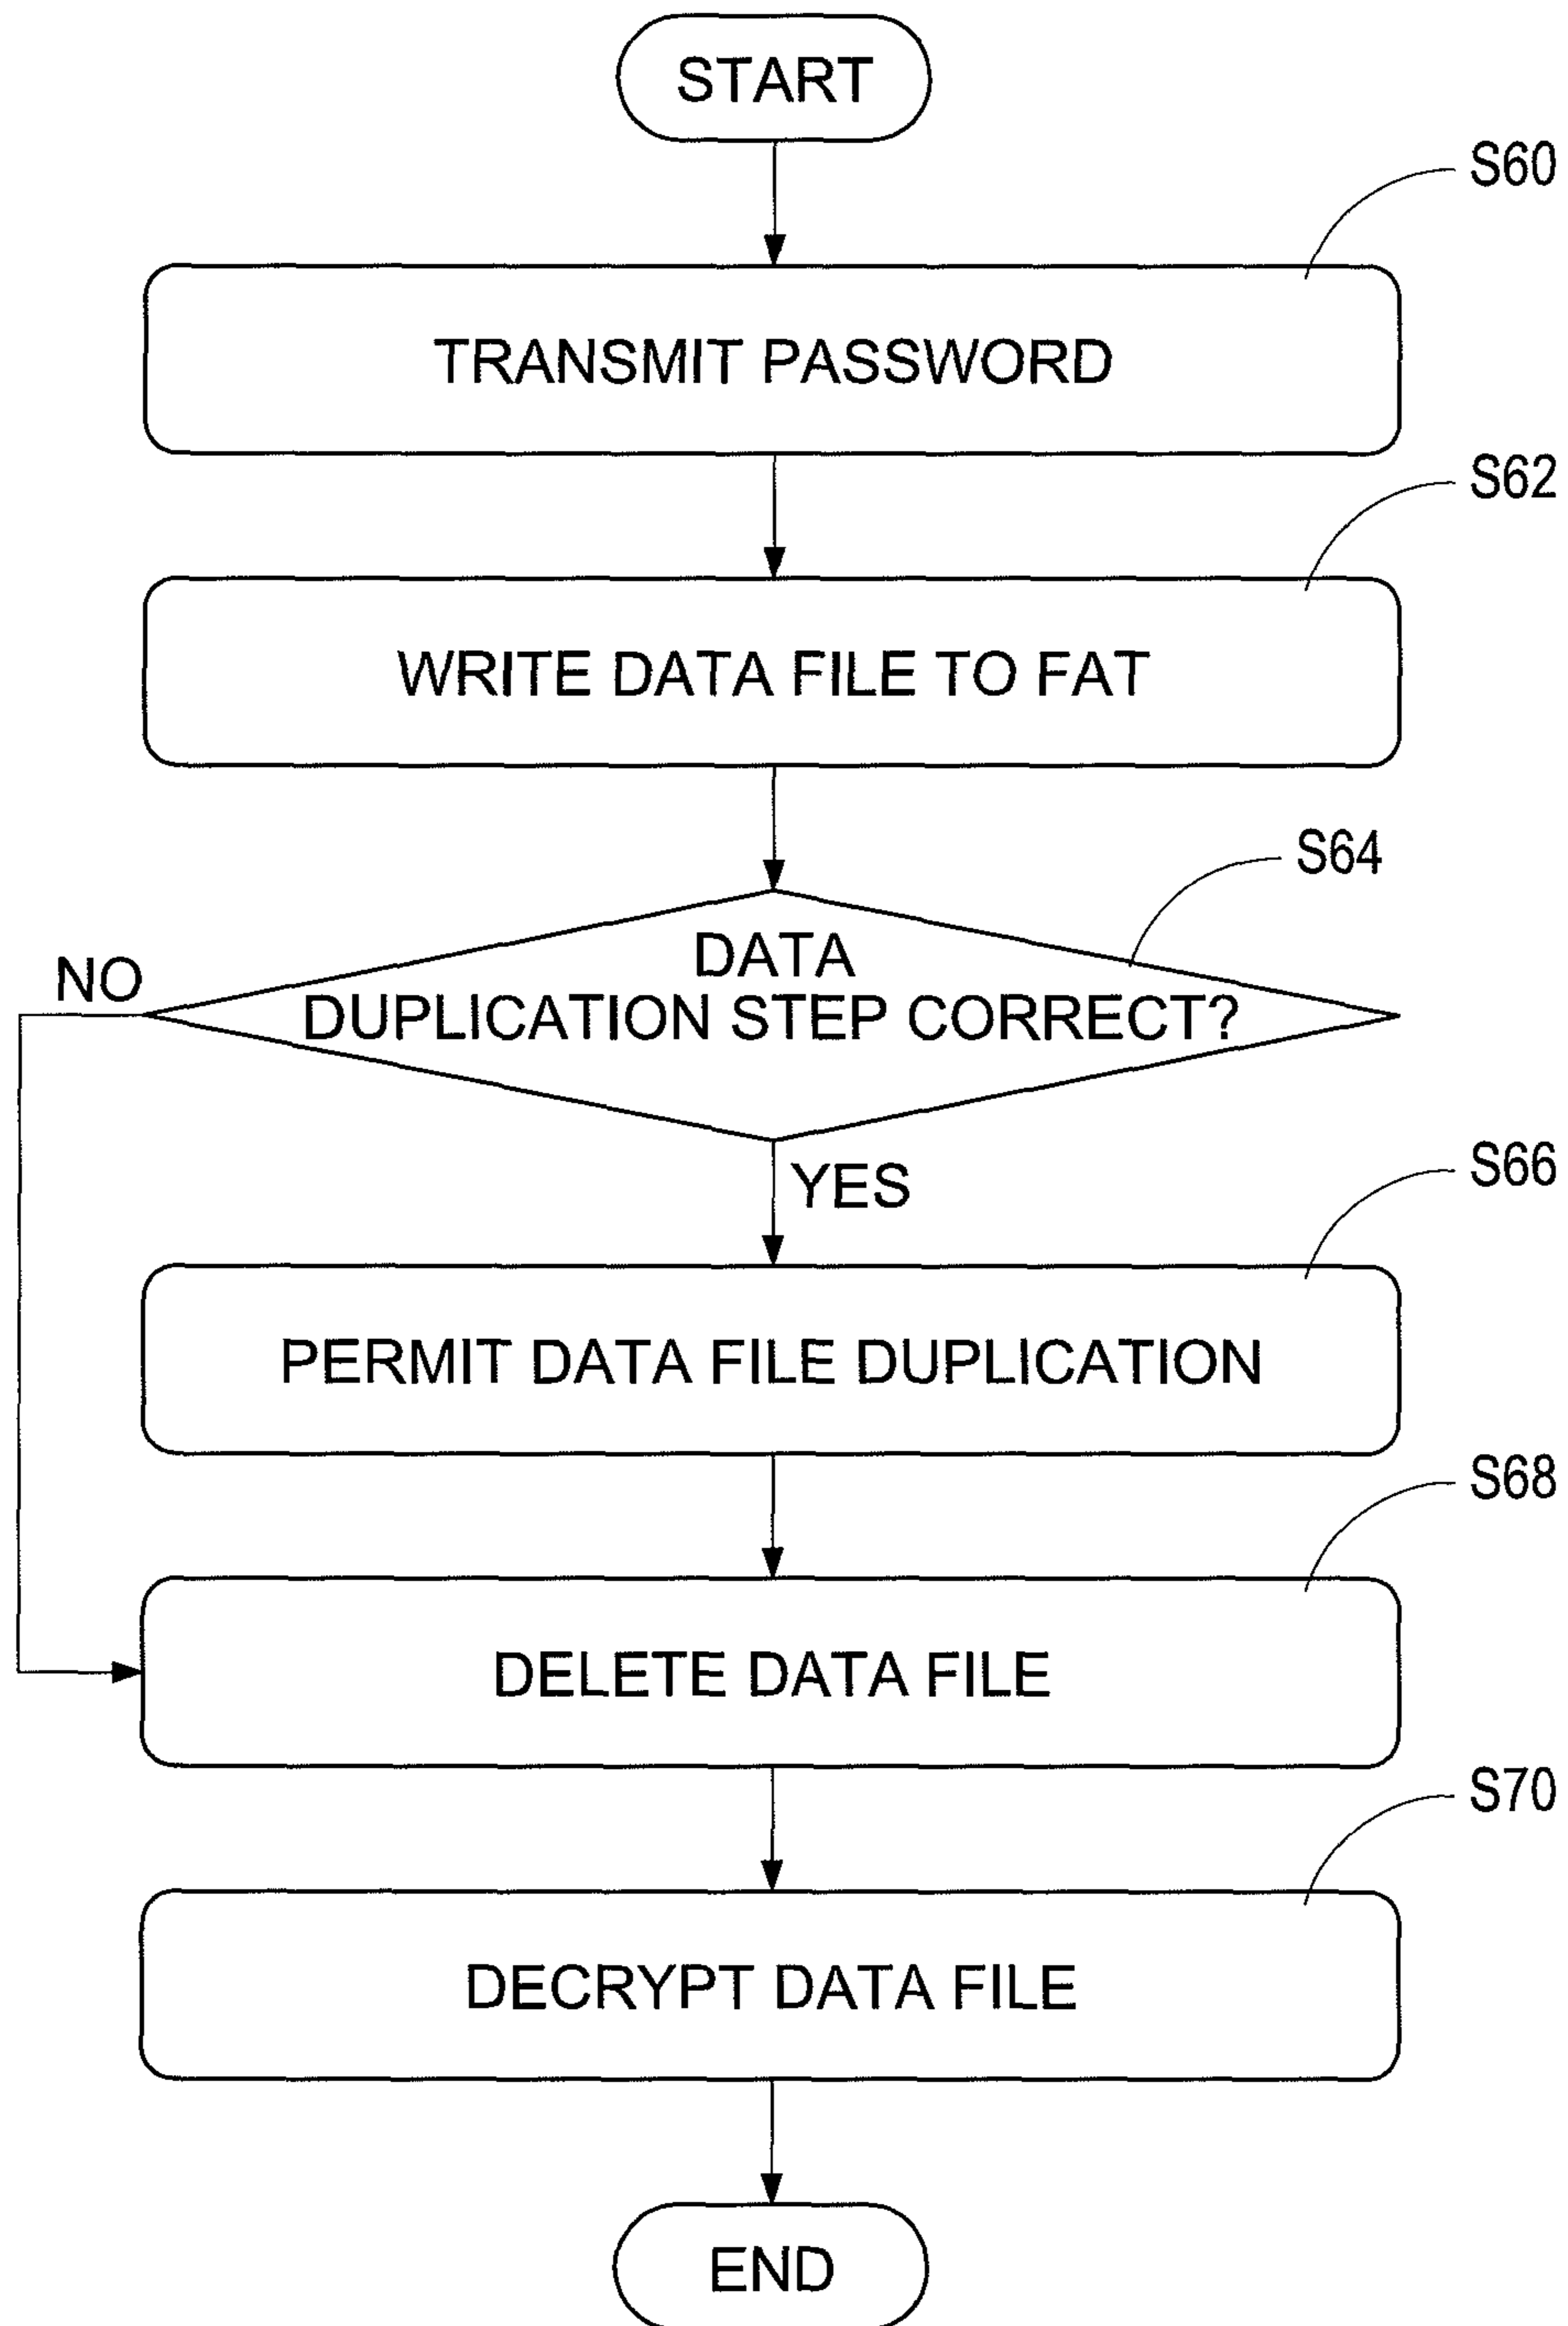 START
S60
TRANSMIT PASSWORD
S62
WRITE DATA FILE TO FAT
S64
DATA
NO
DUPLICATION STEP CORRECT?
YES
S66
PERMIT DATA FILE DUPLICATION
S68
DELETE DATA FILE
S70
DECRYPT DATA FILE
END